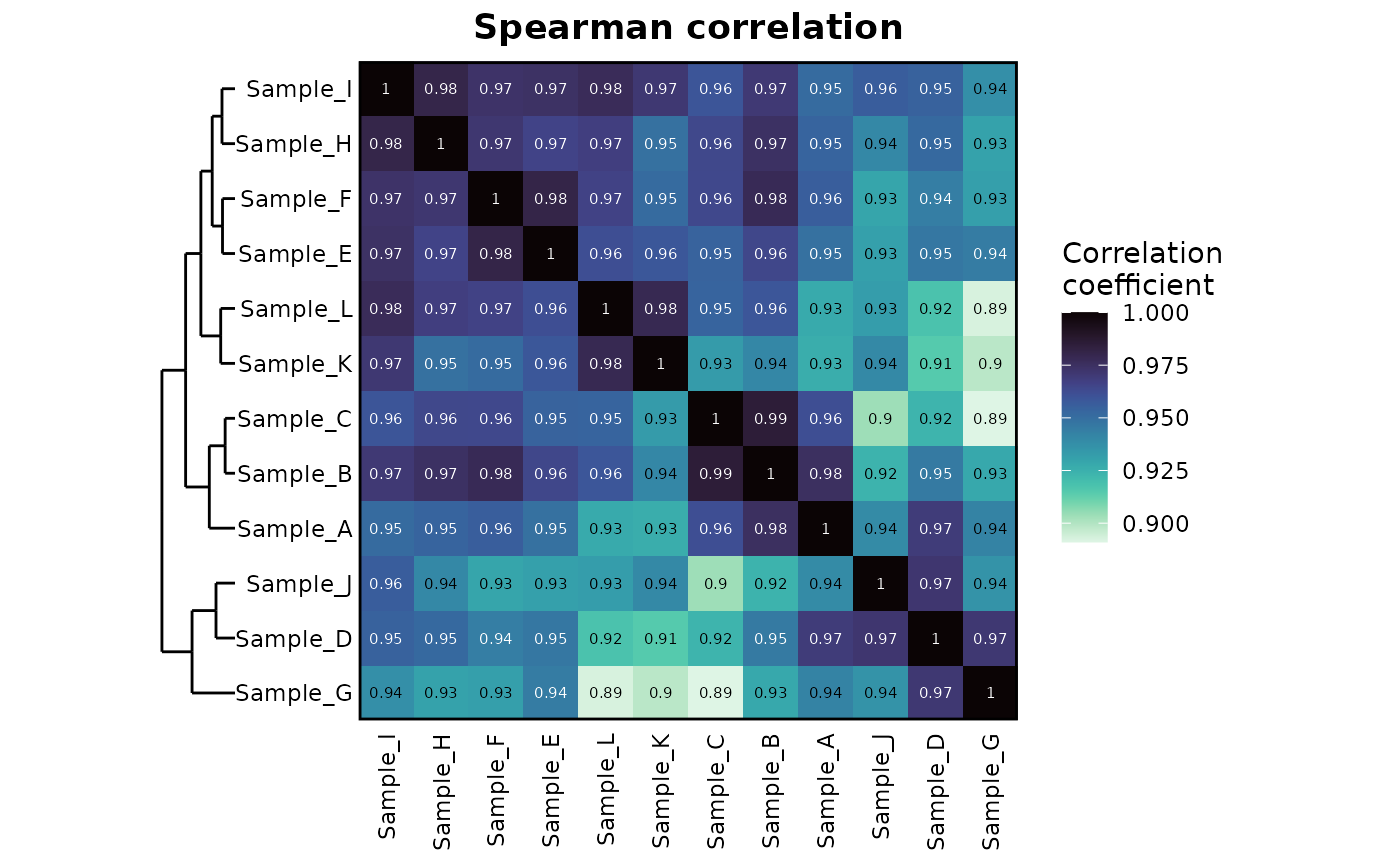 Spearman correlation
Sample_I 1 0.98 0.97 0.97 0.98 0.97 0.96 0.97 0.95 0.96 0.95 0.94
Sample_H 0.98 1 0.97 0.97 0.97 0.95 0.96 0.97 0.95 0.94 0.95 0.93
Sample_F 0.97 0.97 1 0.98 0.97 0.95 0.96 0.98 0.96 0.93 0.94 0.93
Sample_E 0.97 0.97 0.98 1 0.96 0.96 0.95 0.96 0.95 0.93 0.95 0.94
Sample_L 0.98 0.97 0.97 0.96 1 0.98 0.95 0.96 0.93 0.93 0.92 0.89
Sample_K 0.97 0.95 0.95 0.96 0.98 1 0.93 0.94 0.93 0.94 0.91 0.9
Sample_C 0.96 0.96 0.96 0.95 0.95 0.93 1 0.99 0.96 0.9 0.92 0.89
Sample_B 0.97 0.97 0.98 0.96 0.96 0.94 0.99 1 0.98 0.92 0.95 0.93
Sample_A 0.95 0.95 0.96 0.95 0.93 0.93 0.96 0.98 1 0.94 0.97 0.94
Sample_J 0.96 0.94 0.93 0.93 0.93 0.94 0.9 0.92 0.94 1 0.97 0.94
Sample_D 0.95 0.95 0.94 0.95 0.92 0.91 0.92 0.95 0.97 0.97 1 0.97
Sample_G 0.94 0.93 0.93 0.94 0.89 0.9 0.89 0.93 0.94 0.94 0.97 1
Sample_I
Sample_H
Sample_F
Sample_E
Sample_L
Sample_K
Sample_C
Sample_B
Sample_A
Sample_J
Sample_D
Sample_G
Correlation
coefficient
1.000
0.975
0.950
0.925
0.900